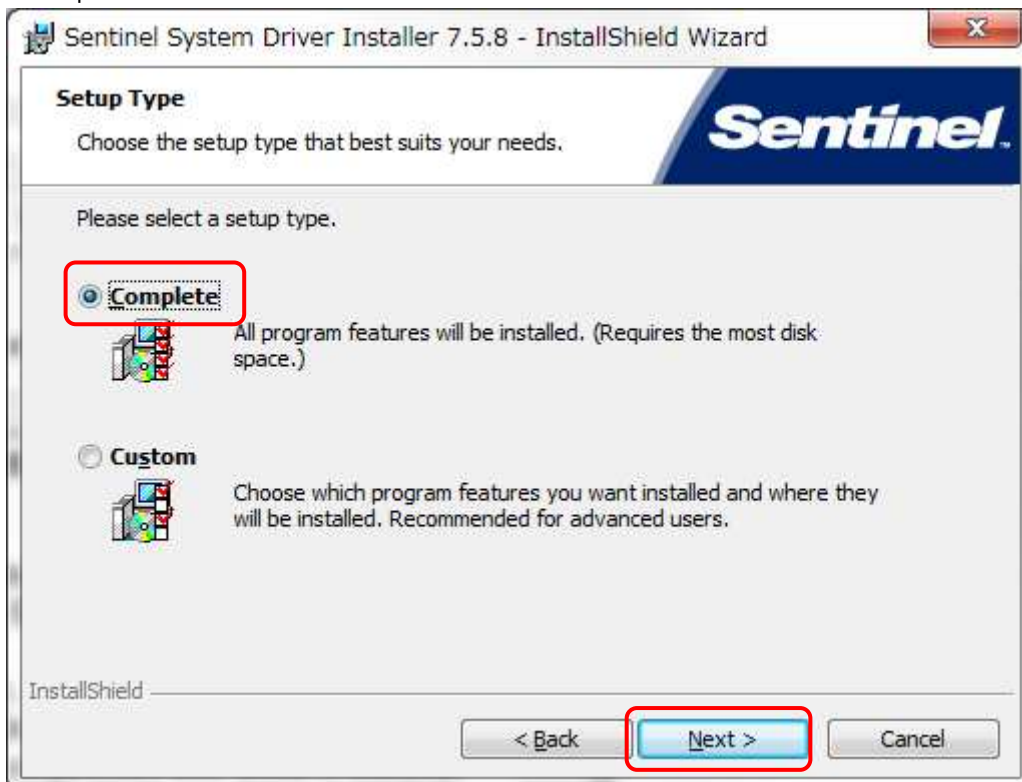 Sentinel System Driver Installer 7.5.8 - InstallShield Wizard
Setup Type
Choose the setup type that best suits your needs.
Sentinel.
Please select a setup type.
Complete
All program features will be installed. (Requires the most disk
space.)
Custom
Choose which program features you want installed and where they
will be installed. Recommended for advanced users.
InstallShield
< Back
Next >
Cancel